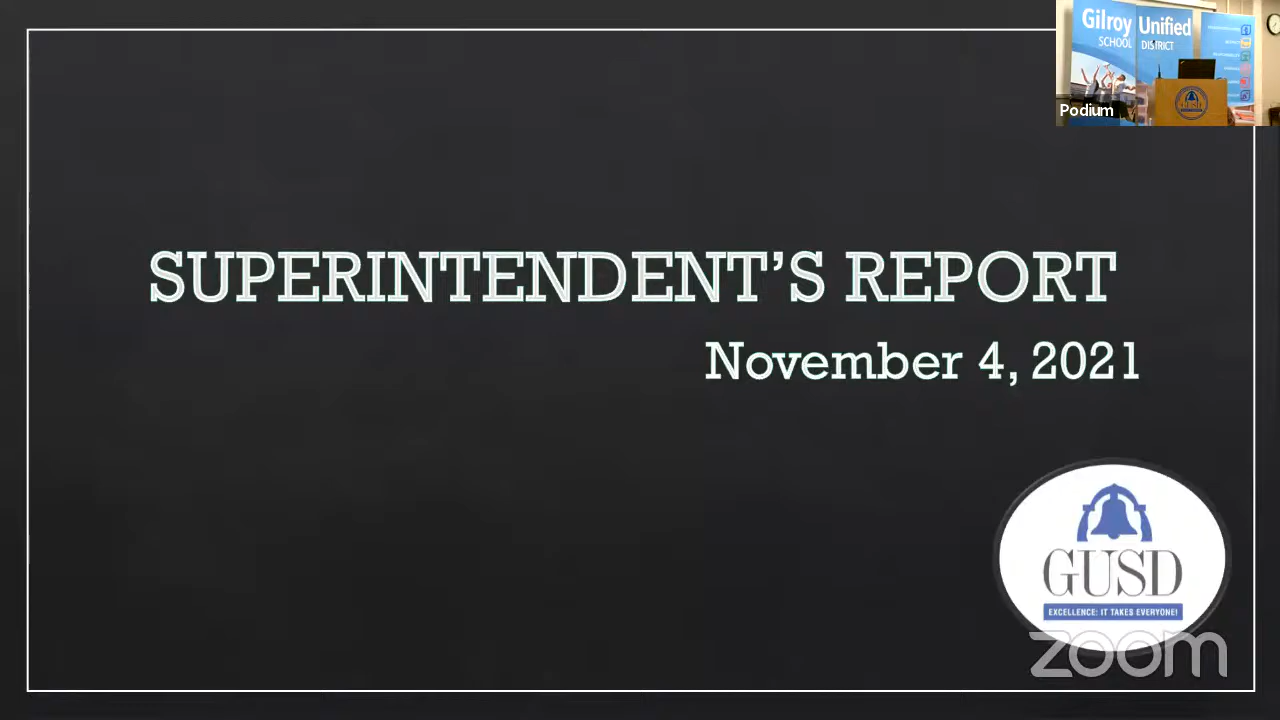 Gilroy Unified
SCHOOL DISTRICT
Podium
SUPERINTENDENT'S REPORT
November 4, 2021
GUSD
EXCELLENCE: IT TAKES EVERYONE!
zoom